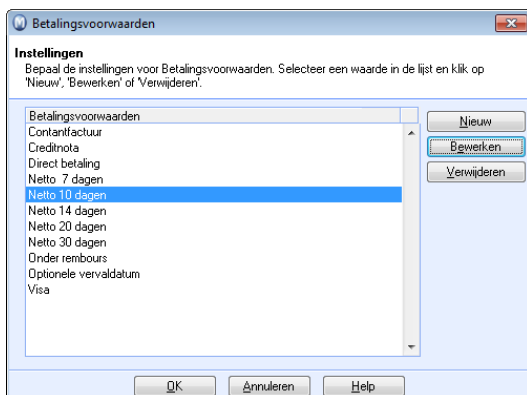 Betalingsvoorwaarden
Instellingen
Bepaal de instellingen voor Betalingsvoorwaarden. Selecteer een waarde in de lijst en klik op
'Nieuw', 'Bewerken' of 'Verwijderen'.
Betalingsvoorwaarden
Contantfactuur
Creditnota
Direct betaling
Netto  7 dagen
Netto 10 dagen
Netto 14 dagen
Netto 20 dagen
Netto 30 dagen
Onder rembours
Optionele vervaldatum
Visa
Nieuw
Bewerken
Verwijderen
OK
Annuleren
Help